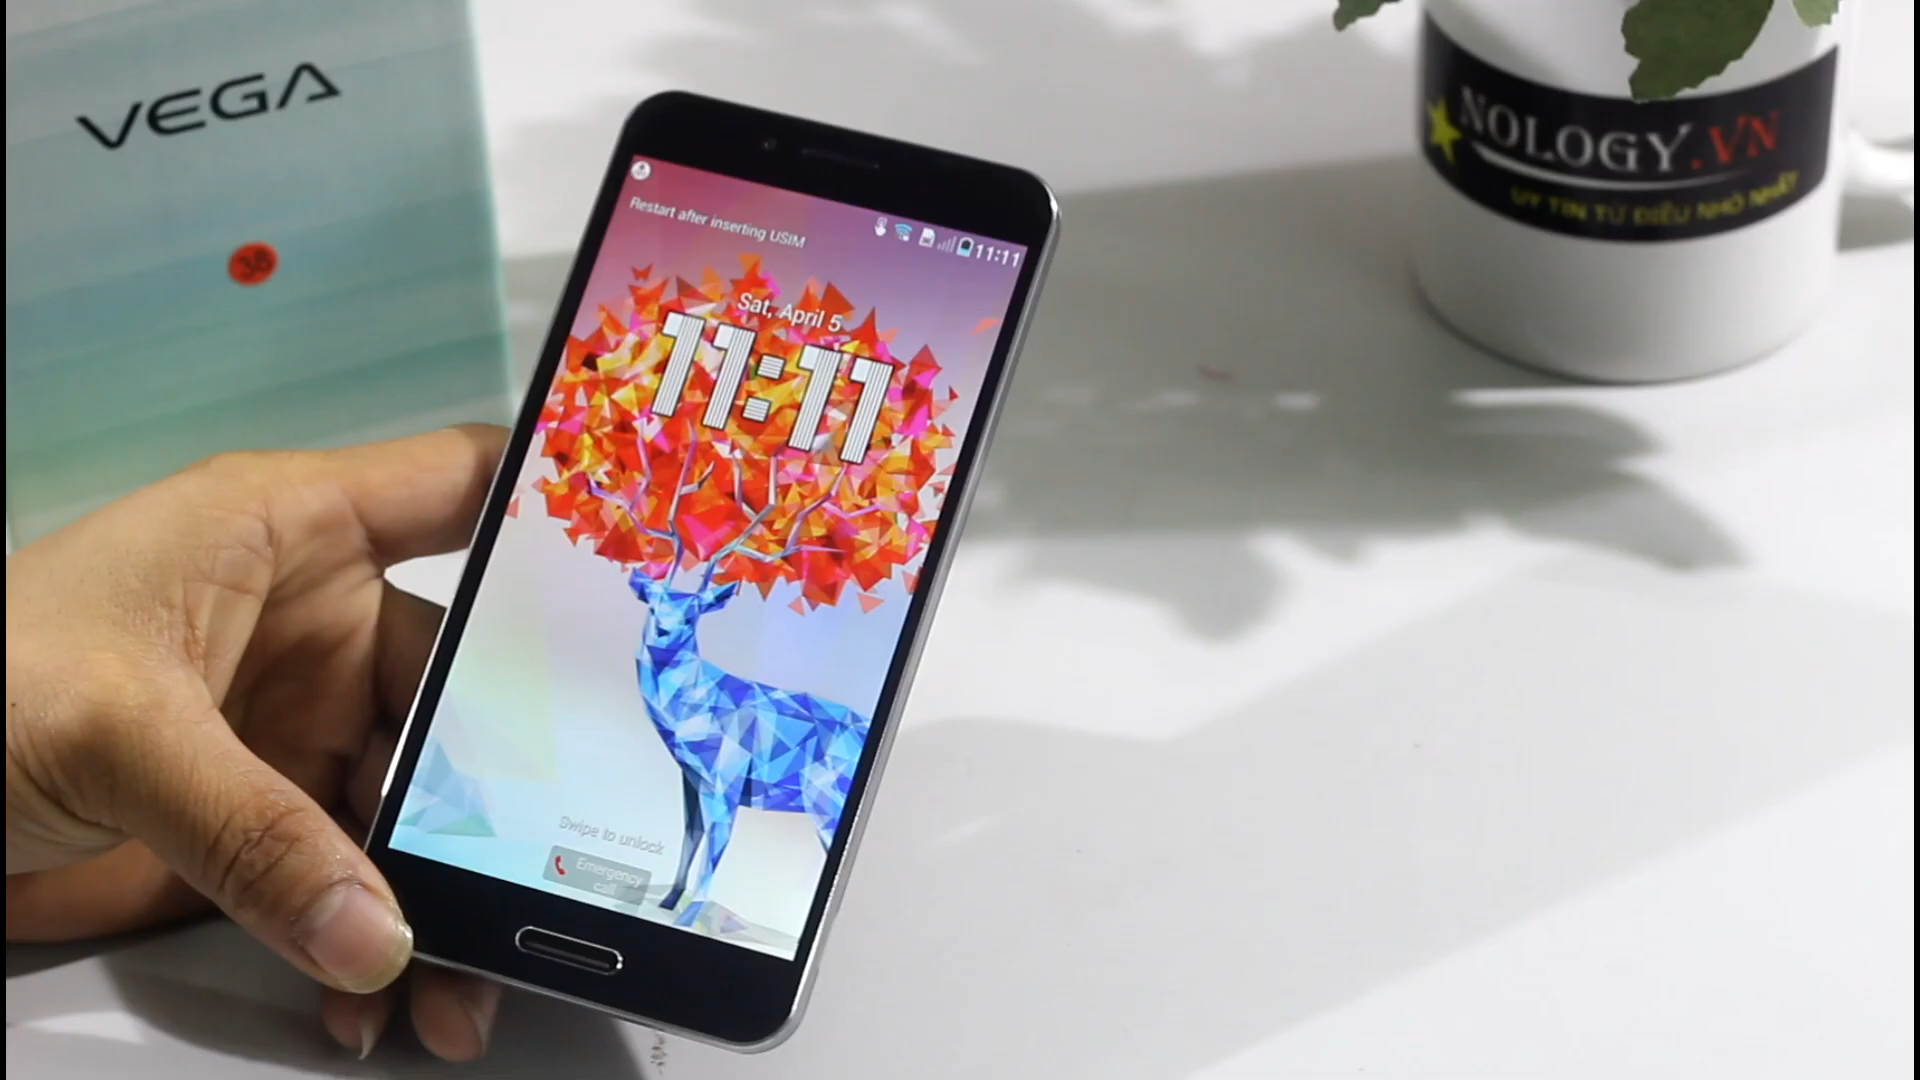 VEGA
38
Restart after inserting USIM
11:11
Sat, April 5
11:11
Swipe to unlock
Emergency
call
NOLOGY.VN
UY TÍN TỪ ĐIỀU NHỎ NHẤT